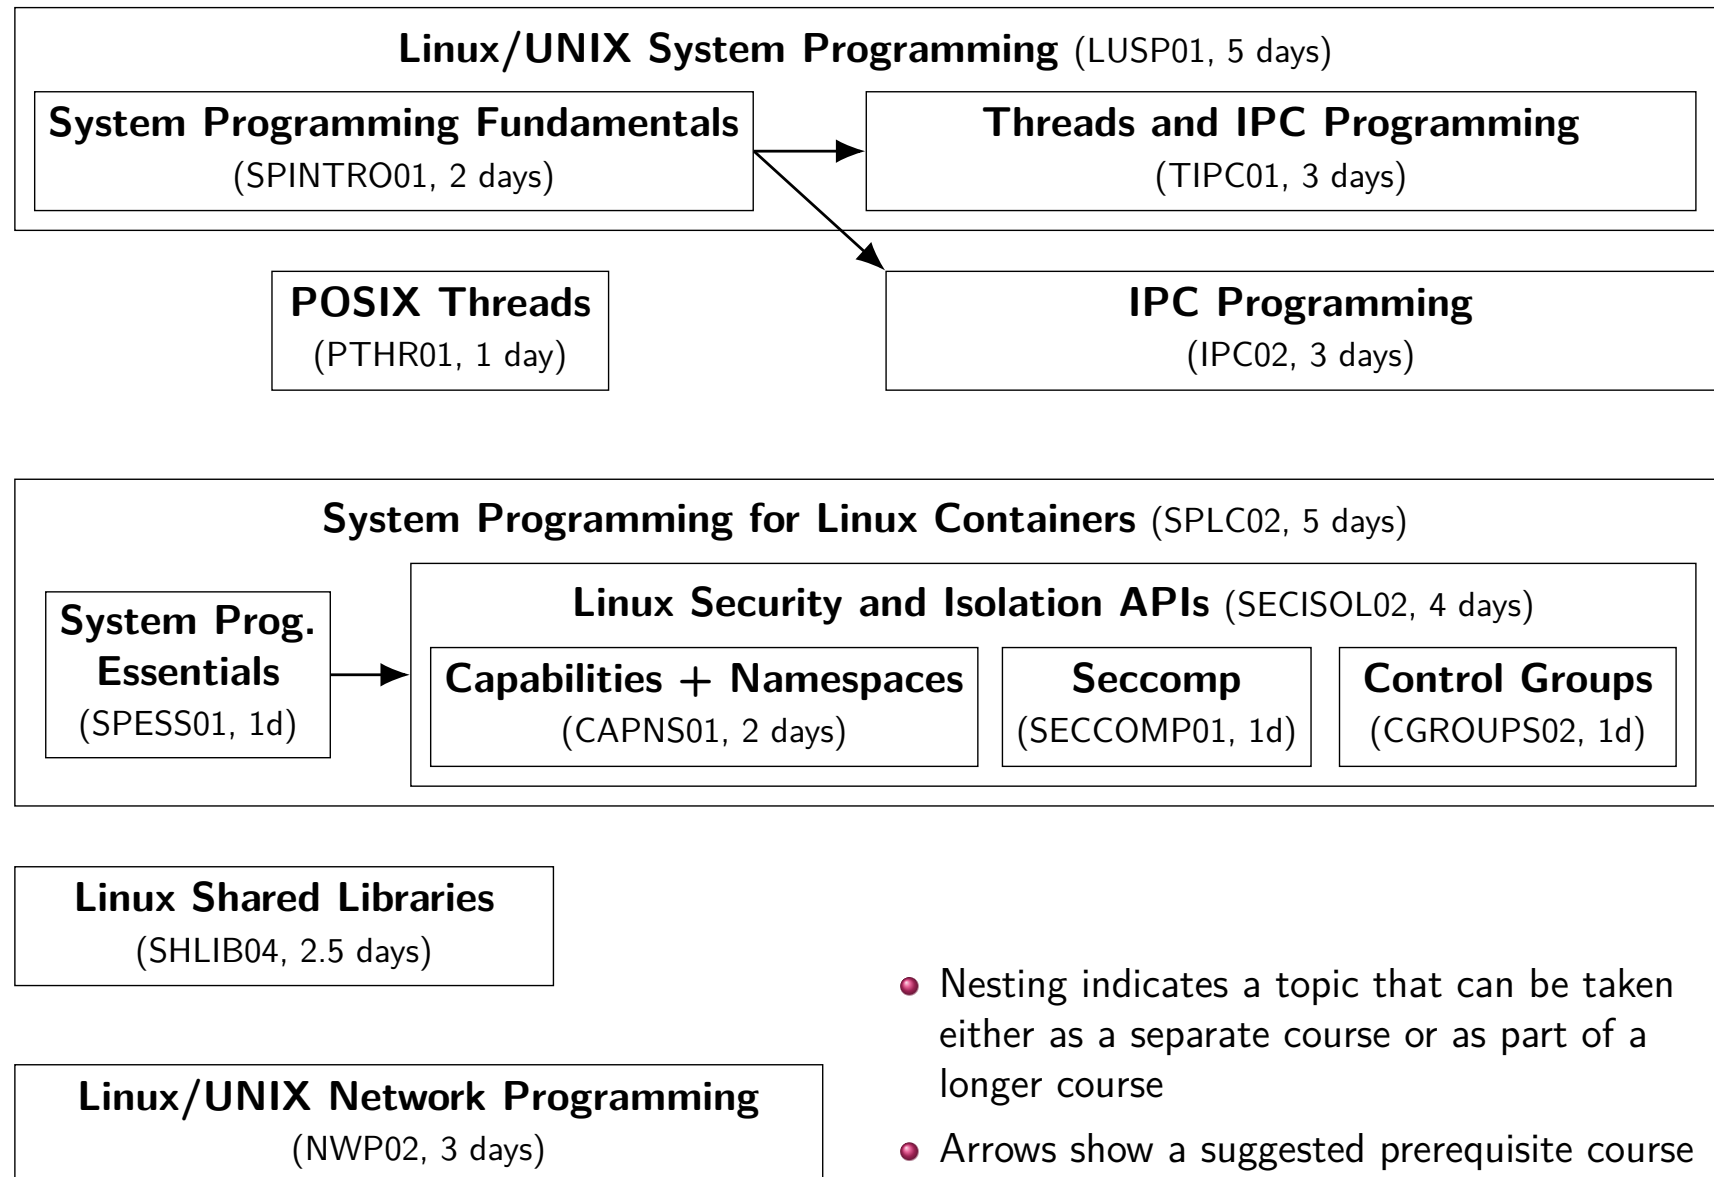 Linux/UNIX System Programming (LUSP01, 5 days)
System Programming Fundamentals
(SPINTRO01, 2 days)
Threads and IPC Programming
(TIPC01, 3 days)
POSIX Threads
(PTHR01, 1 day)
IPC Programming
(IPC02, 3 days)
System Programming for Linux Containers (SPLC02, 5 days)
System Prog.
Essentials
(SPESS01, 1d)
Linux Security and Isolation APIs (SECISOL02, 4 days)
Capabilities + Namespaces
(CAPNS01, 2 days)
Seccomp
(SECCOMP01, 1d)
Control Groups
(CGROUPS02, 1d)
Linux Shared Libraries
(SHLIB04, 2.5 days)
Linux/UNIX Network Programming
(NWP02, 3 days)
Nesting indicates a topic that can be taken
either as a separate course or as part of a
longer course
Arrows show a suggested prerequisite course